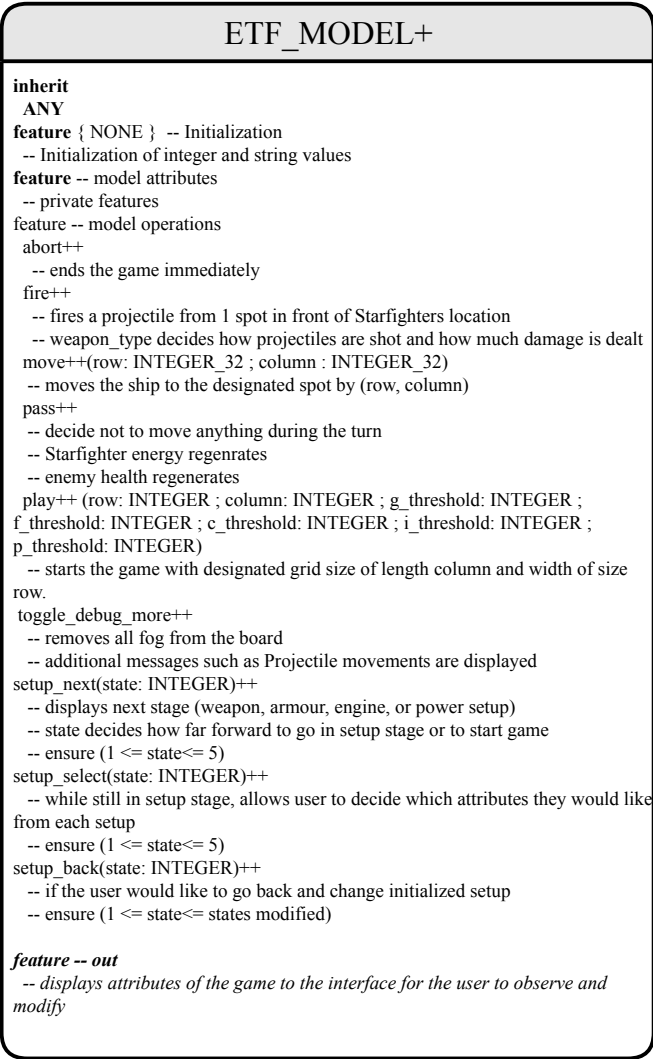 ETF_MODEL+
inherit
ANY
feature { NONE } -- Initialization
-- Initialization of integer and string values
feature -- model attributes
-- private features
feature -- model operations
abort++
-- ends the game immediately
fire++
-- fires a projectile from 1 spot in front of Starfighters location
-- weapon_type decides how projectiles are shot and how much damage is dealt
move++(row: INTEGER_32 ; column : INTEGER_32)
-- moves the ship to the designated spot by (row, column)
pass++
-- decide not to move anything during the turn
-- Starfighter energy regenrates
-- enemy health regenerates
play++ (row: INTEGER ; column: INTEGER ; g_threshold: INTEGER ;
f_threshold: INTEGER ; c_threshold: INTEGER ; i_threshold: INTEGER ;
p_threshold: INTEGER)
-- starts the game with designated grid size of length column and width of size
row.
toggle_debug_more++
-- removes all fog from the board
-- additional messages such as Projectile movements are displayed
setup_next(state: INTEGER)++
-- displays next stage (weapon, armour, engine, or power setup)
-- state decides how far forward to go in setup stage or to start game
-- ensure (1 <= state<= 5)
setup_select(state: INTEGER)++
-- while still in setup stage, allows user to decide which attributes they would like
from each setup
-- ensure (1 <= state<= 5)
setup_back(state: INTEGER)++
-- if the user would like to go back and change initialized setup
-- ensure (1 <= state<= states modified)
feature -- out
-- displays attributes of the game to the interface for the user to observe and
modify